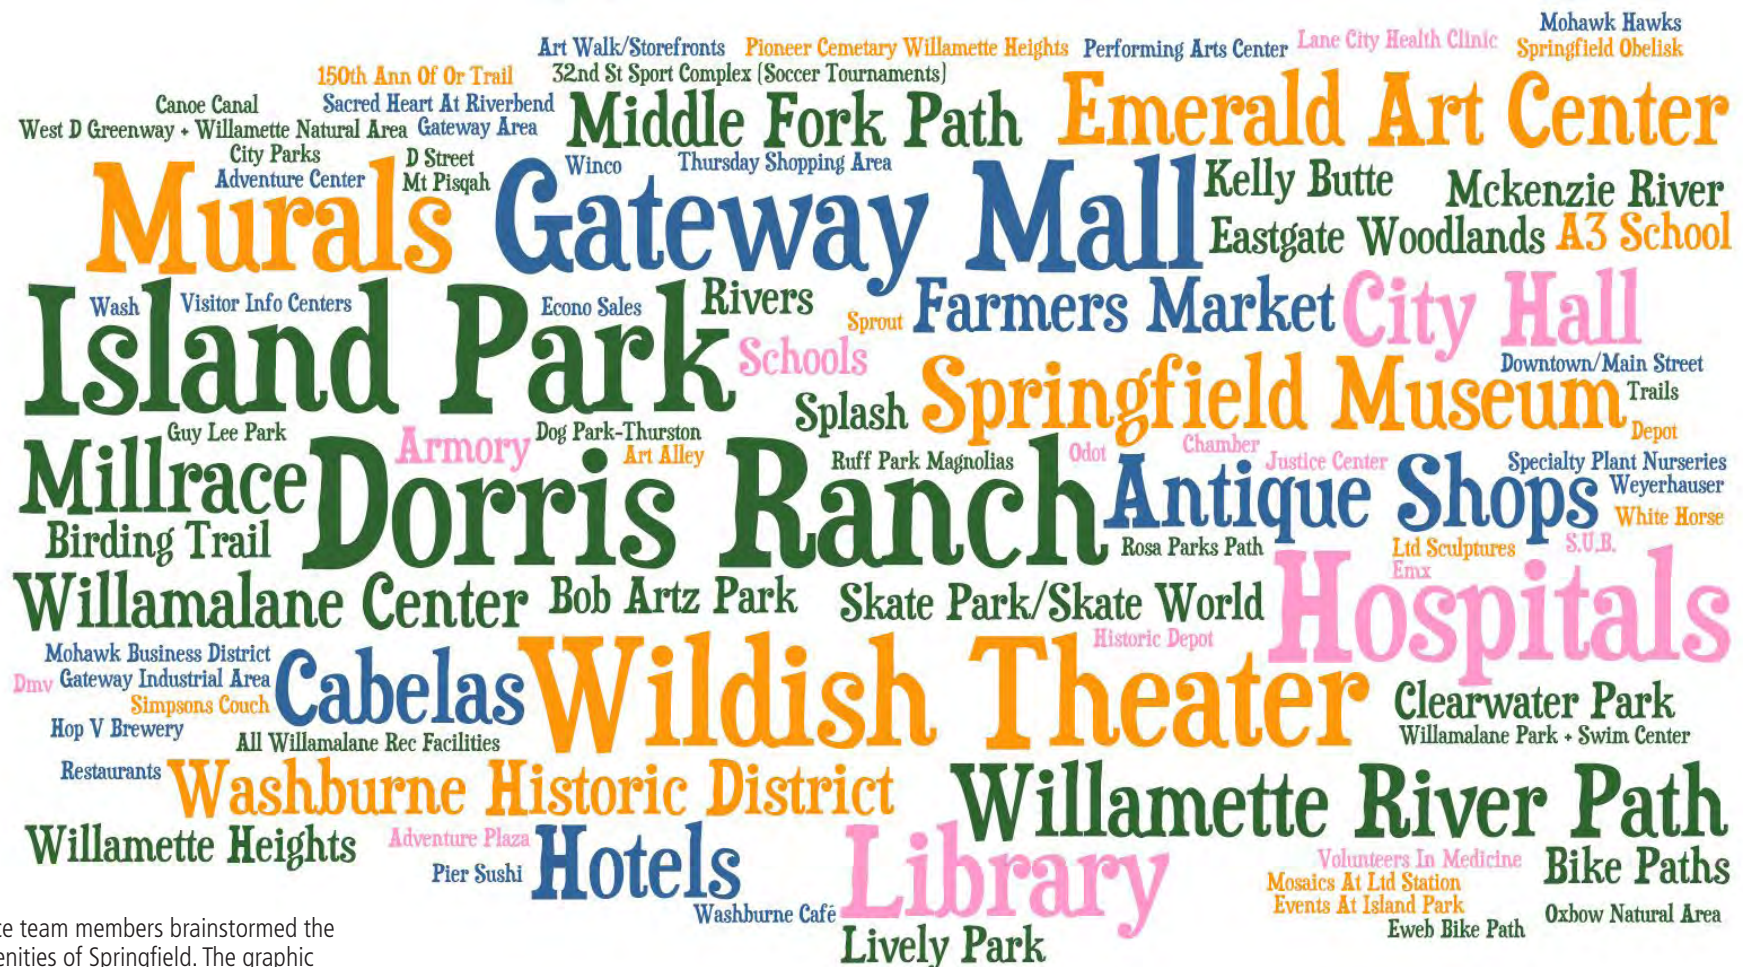 Mohawk Hawks
Art Walk/Storefronts
Pioneer Cemetary Willamette Heights
Performing Arts Center
Lane City Health Clinic
Springfield Obelisk
150th Ann Of Or Trail
32nd St Sport Complex (Soccer Tournaments)
Emerald Art Center
Canoe Canal
Sacred Heart At Riverbend
Middle Fork Path
West D Greenway + Willamette Natural Area
Gateway Area
City Parks
D Street
Winco
Thursday Shopping Area
Adventure Center
Mt Pisqah
Murals
Gateway Mall
Kelly Butte
Mckenzie River
Eastgate Woodlands
A3 School
Island Park
Wash
Visitor Info Centers
Econo Sales
Rivers
Sprout
Farmers Market
City Hall
Schools
Springfield Museum
Downtown/Main Street
Trails
Splash
Depot
Guy Lee Park
Armory
Dog Park-Thurston
Art Alley
Ruff Park Magnolias
Odot
Chamber
Justice Center
Specialty Plant Nurseries
Millrace
Dorris Ranch
Antique Shops
Weyerhauser
White Horse
Birding Trail
Rosa Parks Path
Ltd Sculptures
S.U.B.
Emx
Hospitals
Willamalane Center
Bob Artz Park
Skate Park/Skate World
Historic Depot
Mohawk Business District
Dmv
Gateway Industrial Area
Cabelas
Wildish Theater
Simpsons Couch
Hop V Brewery
All Willamalane Rec Facilities
Clearwater Park
Willamalane Park + Swim Center
Restaurants
Washburne Historic District
Willamette River Path
Willamette Heights
Adventure Plaza
Hotels
Library
Pier Sushi
Volunteers In Medicine
Bike Paths
Mosaics At Ltd Station
Events At Island Park
Washburne Café
Oxbow Natural Area
Eweb Bike Path
Lively Park
team members brainstormed the
of Springfield. The graphic